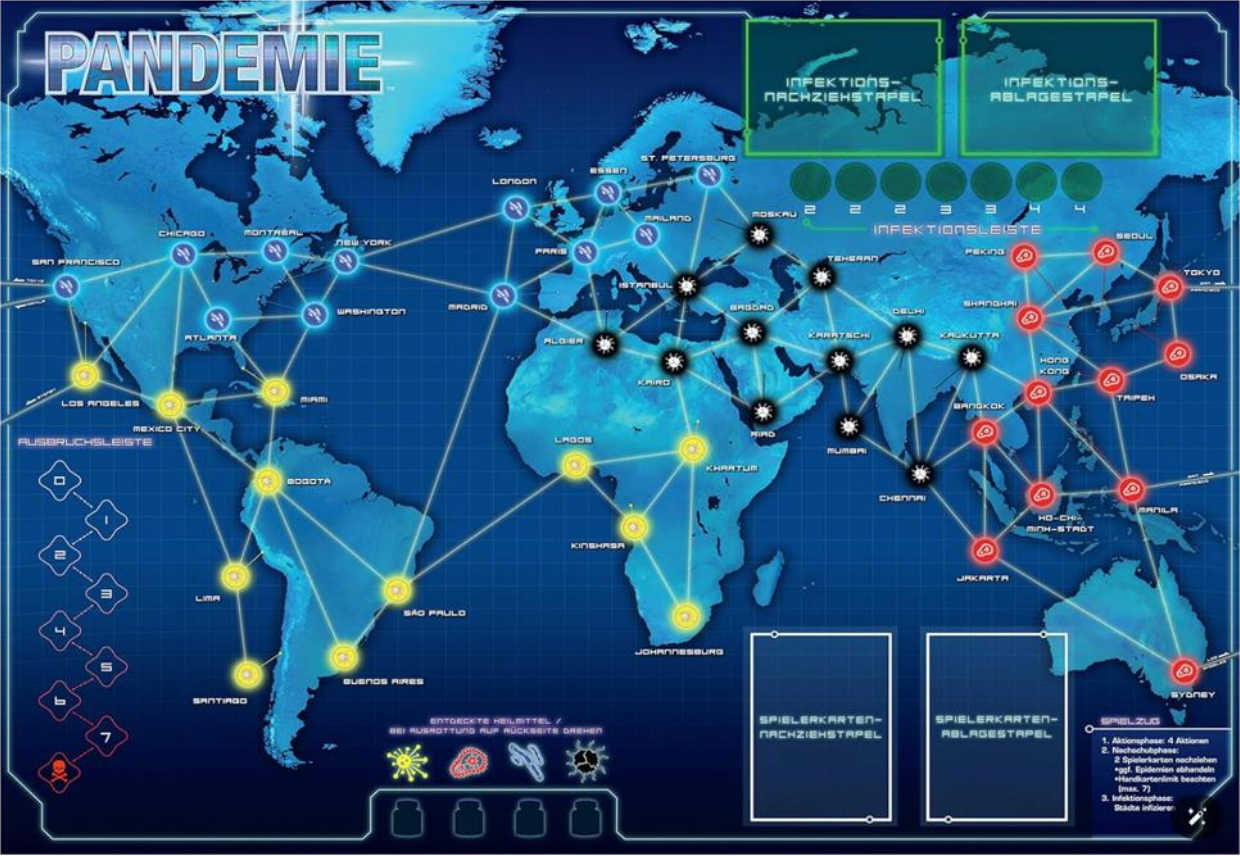 PANDEMIE
INFEKTIONS-
NACHZIEHSTAPEL
INFEKTIONS-
ABLAGESTAPEL
2 2 2 3 3 4 4
INFEKTIONSLEISTE
ST. PETERSBURG
ESSEN
LONDON
MAILAND
MOSKAU
CHICAGO
MONTRÉAL
NEW YORK
PARIS
SEOUL
PEKING
SAN FRANCISCO
TEHERAN
TOKYO
ISTANBUL
MADRID
BAGDAD
SHANGHAI
WASHINGTON
DELHI
ATLANTA
ALGIER
KARATSCHI
KALKUTTA
HONG
KONG
KAIRO
OSAKA
LOS ANGELES
MIAMI
TAIPEH
BANGKOK
MEXICO CITY
RIAD
AUSBRUCHSLEISTE
LAGOS
MUMBAI
KHARTUM
BOGOTÁ
CHENNAI
MANILA
HO-CHI-
MINH-STADT
KINSHASA
JAKARTA
LIMA
SÃO PAULO
JOHANNESBURG
BUENOS AIRES
SANTIAGO
SYDNEY
0
1
2
3
4
5
6
7
ENTDECKTE HEILMITTEL /
BEI AUSROTTUNG AUF RÜCKSEITE DREHEN
SPIELERKARTEN-
NACHZIEHSTAPEL
SPIELERKARTEN-
ABLAGESTAPEL
SPIELZUG
1. Aktionsphase: 4 Aktionen
2. Nachschubphase:
2 Spielerkarten nachziehen
•ggf. Epidemien abhandeln
•Handkartenlimit beachten
(max. 7)
3. Infektionsphase:
Städte infizieren